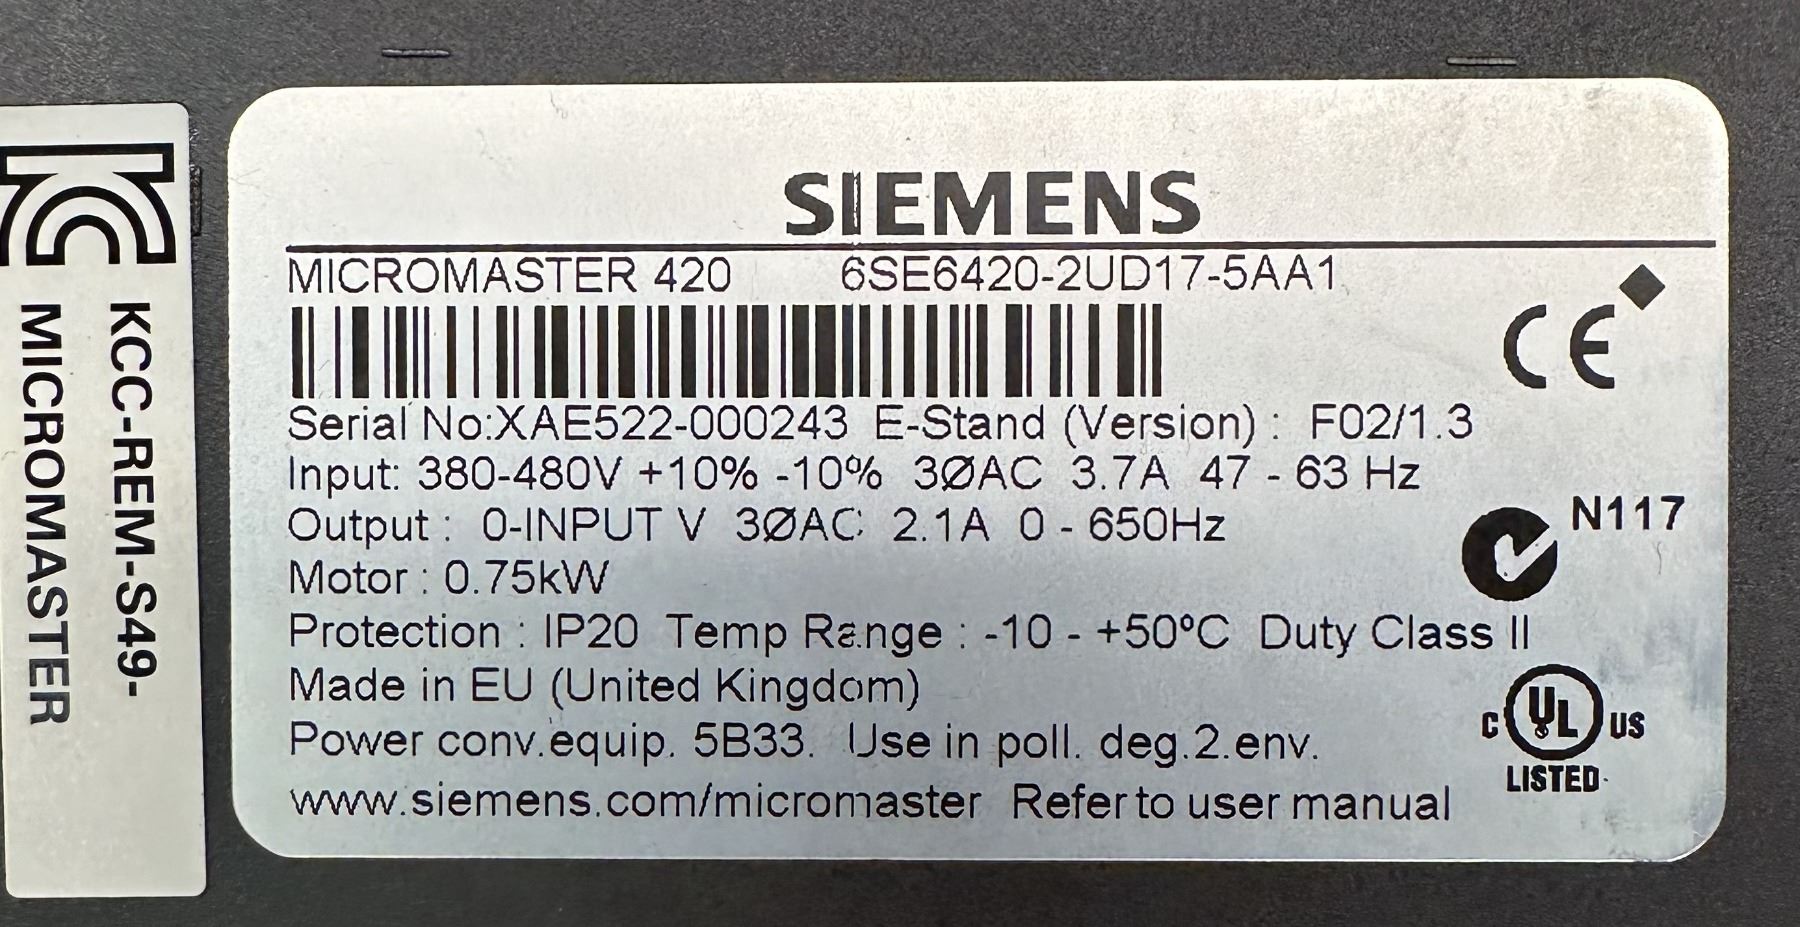 SIEMENS
MICROMASTER 420 6SE6420-2UD17-5AA1
CE
Serial No:XAE522-000243 E-Stand (Version) : F02/1.3
Input: 380-480V +10% -10% 3ØAC 3.7A 47 - 63 Hz
Output : 0-INPUT V 3ØAC 2.1A 0 - 650Hz
N117
Motor : 0.75kW
Protection : IP20 Temp Range : -10 - +50ºC Duty Class II
Made in EU (United Kingdom)
Power conv.equip. 5B33. Use in poll. deg.2.env.
C UL US
LISTED
www.siemens.com/micromaster Refer to user manual
KC
KCC-REM-S49-
MICROMASTER